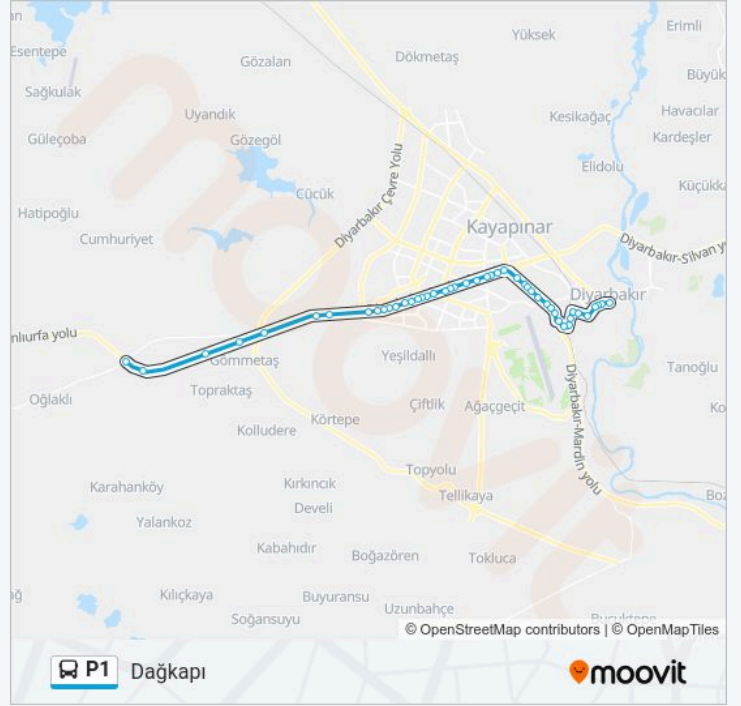 Esentepe
Yüksek
Erimli
Gözalan
Dökmetaş
Büyük
Sağkulak
Havacılar
Uyandık
Kesikağaç
Kardeşler
Güleçoba
Gözegöl
Elidolu
Diyarbakır Çevre Yolu
Küçükka
Cücük
Hatipoğlu
Kayapınar
Cumhuriyet
Diyarbakır-Silvan yo
Diyarbakır
nlıurfa yolu
Yeşildallı
Gömmetaş
Tanoğlu
Topraktaş
Oğlaklı
Çiftlik
Ağaçgeçit
Ko
Körtepe
Kolludere
Diyarbakır-Mardin yolu
Topyolu
Kırkıncık
Karahanköy
Tellikaya
Boz
Develi
Yalankoz
Kabahıdır
Boğazören
Tokluca
ağ
Kılıçkaya
Buyuransu
Uzunbahçe
Soğansuyu
© OpenStreetMap contributors | © OpenMapTiles
P1 Dağkapı
moovit